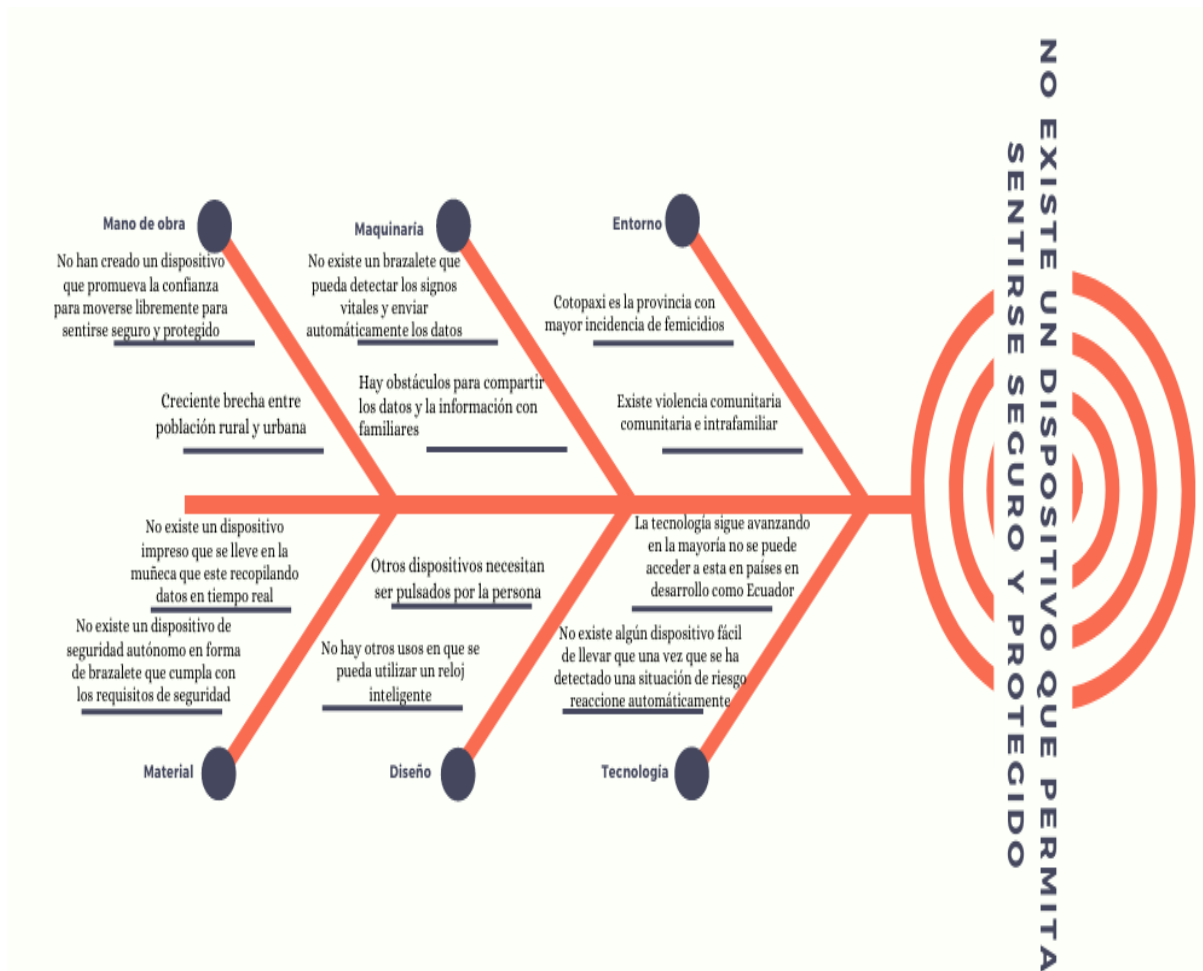 NO EXISTE UN DISPOSITIVO QUE PERMITA
SENTIRSE SEGURO Y PROTEGIDO
Mano de obra
No han creado un dispositivo
que promueva la confianza
para moverse libremente para
sentirse seguro y protegido
Creciente brecha entre
población rural y urbana
Maquinaría
No existe un brazalete que
pueda detectar los signos
vitales y enviar
automáticamente los datos
Hay obstáculos para compartir
los datos y la información con
familiares
Entorno
Cotopaxi es la provincia con
mayor incidencia de femicidios
Existe violencia comunitaria
comunitaria e intrafamiliar
No existe un dispositivo
impreso que se lleve en la
muñeca que este recopilando
datos en tiempo real
No existe un dispositivo de
seguridad autónomo en forma
de brazalete que cumpla con
los requisitos de seguridad
Material
Otros dispositivos necesitan
ser pulsados por la persona
No hay otros usos en que se
pueda utilizar un reloj
inteligente
Diseño
La tecnología sigue avanzando
en la mayoría no se puede
acceder a esta en países en
desarrollo como Ecuador
No existe algún dispositivo fácil
de llevar que una vez que se ha
detectado una situación de riesgo
reaccione automáticamente
Tecnología